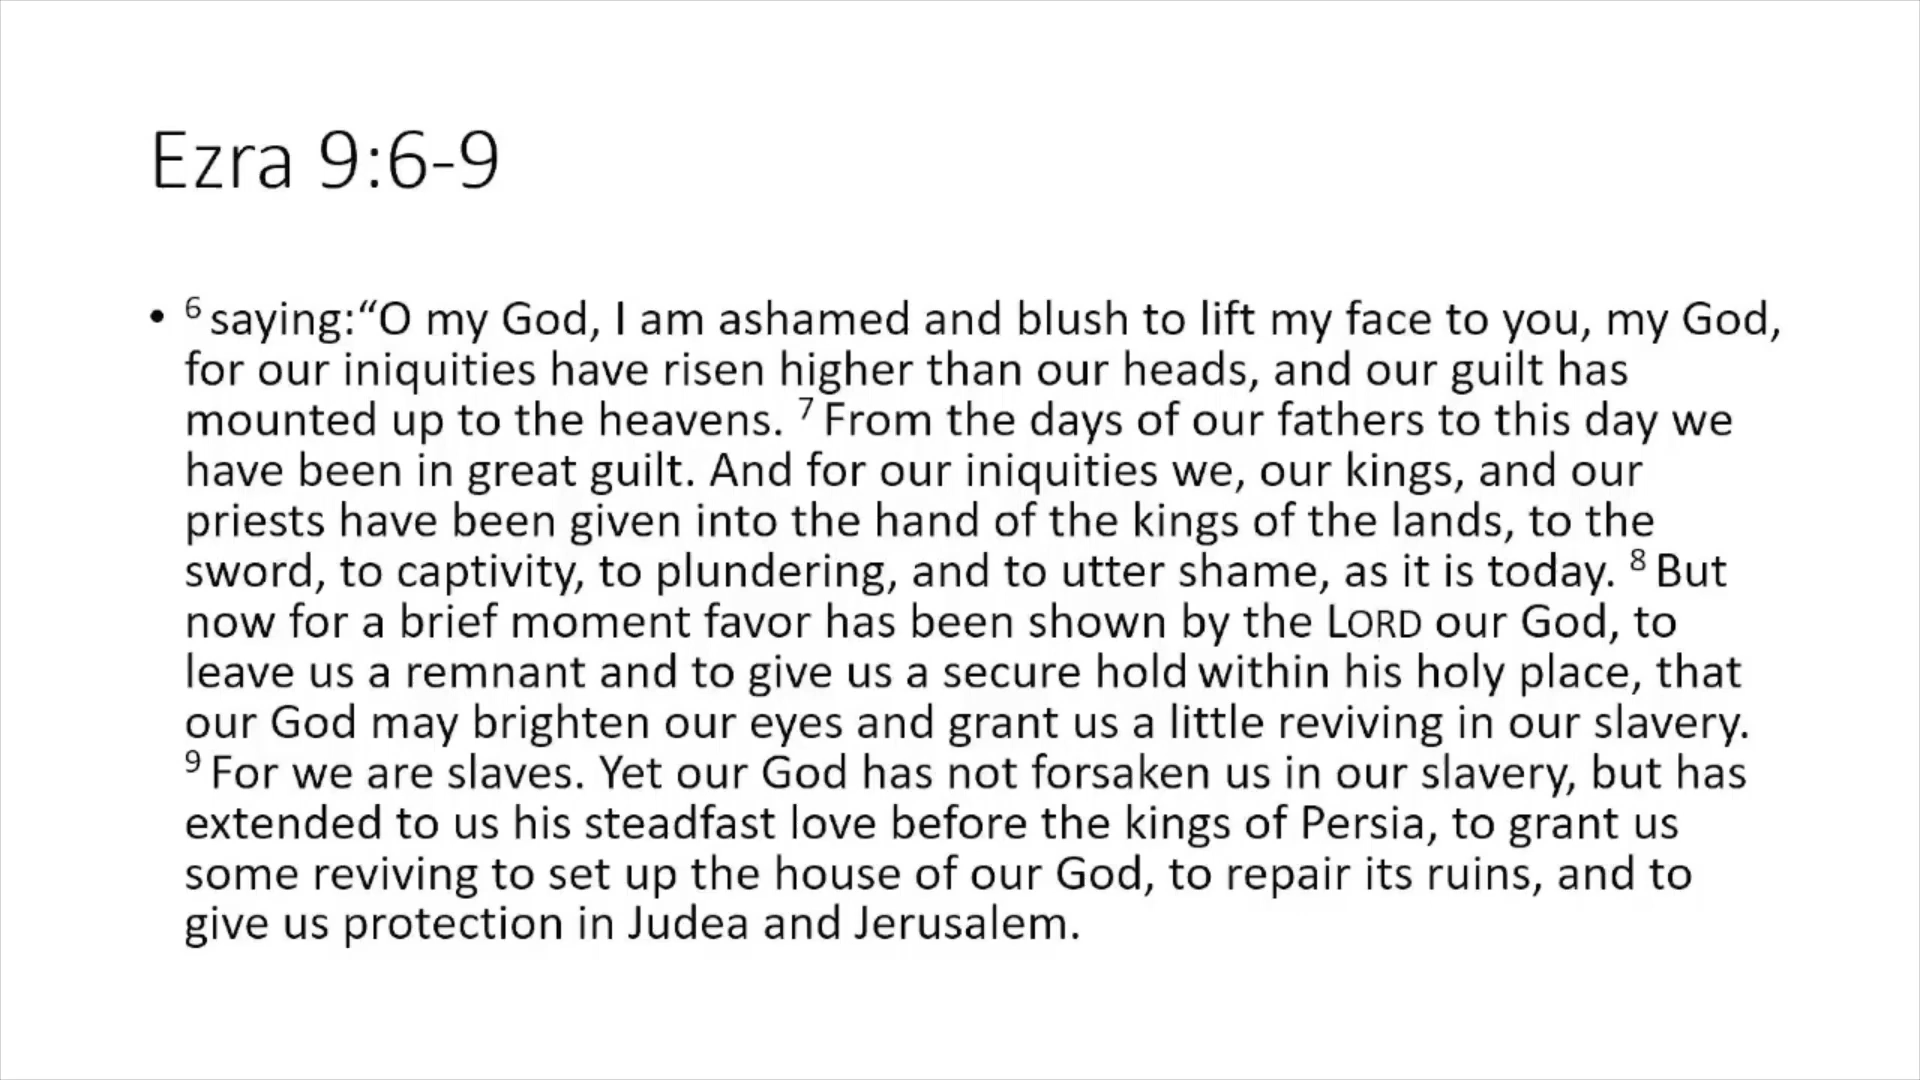 Ezra 9:6-9
• 6 saying:“O my God, I am ashamed and blush to lift my face to you, my God,
for our iniquities have risen higher than our heads, and our guilt has
mounted up to the heavens. 7 From the days of our fathers to this day we
have been in great guilt. And for our iniquities we, our kings, and our
priests have been given into the hand of the kings of the lands, to the
sword, to captivity, to plundering, and to utter shame, as it is today. 8 But
now for a brief moment favor has been shown by the LORD our God, to
leave us a remnant and to give us a secure hold within his holy place, that
our God may brighten our eyes and grant us a little reviving in our slavery.
9 For we are slaves. Yet our God has not forsaken us in our slavery, but has
extended to us his steadfast love before the kings of Persia, to grant us
some reviving to set up the house of our God, to repair its ruins, and to
give us protection in Judea and Jerusalem.